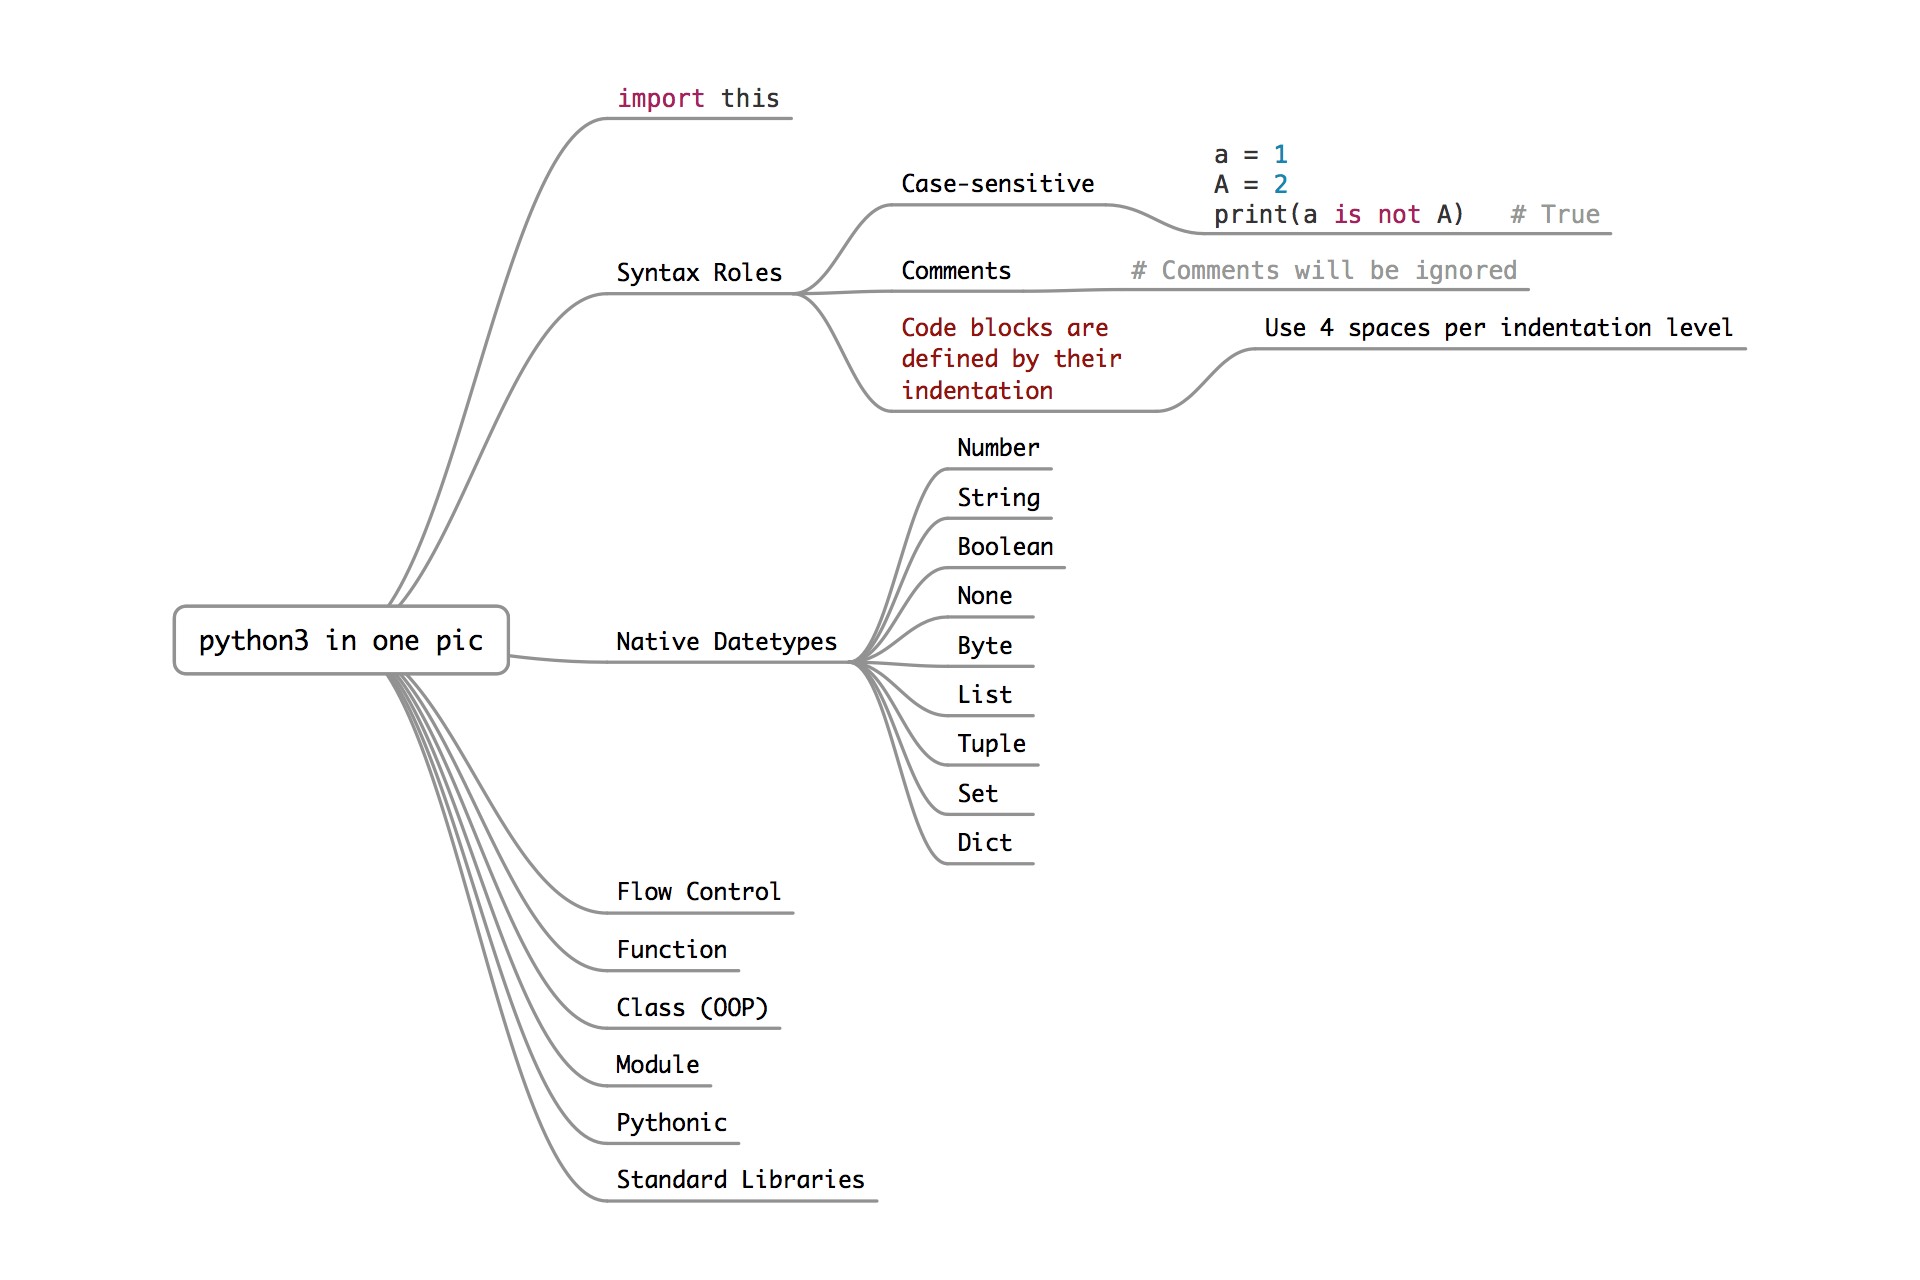 import this
a = 1
A = 2
print(a is not A)   # True
Case-sensitive
Syntax Roles
Comments
# Comments will be ignored
Code blocks are
defined by their
indentation
Use 4 spaces per indentation level
python3 in one pic
Native Datetypes
Number
String
Boolean
None
Byte
List
Tuple
Set
Dict
Flow Control
Function
Class (OOP)
Module
Pythonic
Standard Libraries